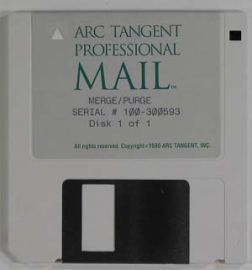 ARC TANGENT
PROFESSIONAL
MAIL™
MERGE/PURGE
SERIAL # 100-300593
Disk 1 of 1
All rights reserved. Copyright 1990 ARC TANGENT, INC.